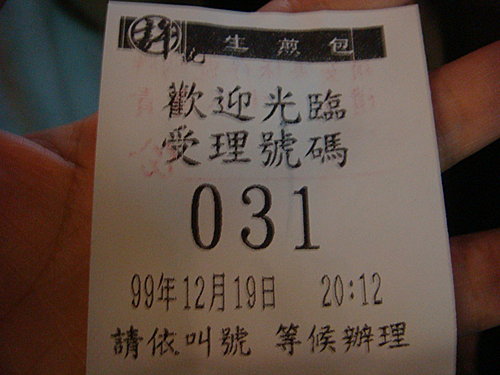 生煎包
歡迎光臨
受理號碼
031
99年12月19日 20:12
請依叫號 等候辦理